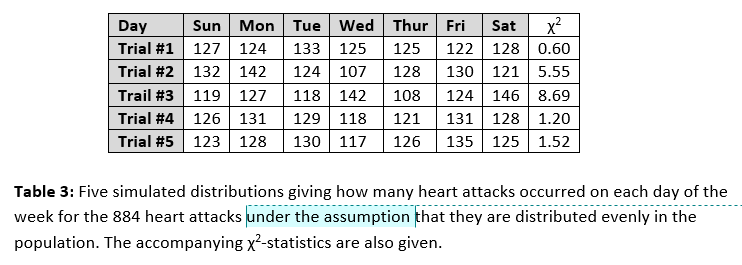 Day Sun Mon Tue Wed Thur Fri Sat χ²
Trial #1 127 124 133 125 125 122 128 0.60
Trial #2 132 142 124 107 128 130 121 5.55
Trail #3 119 127 118 142 108 124 146 8.69
Trial #4 126 131 129 118 121 131 128 1.20
Trial #5 123 128 130 117 126 135 125 1.52
Table 3: Five simulated distributions giving how many heart attacks occurred on each day of the
week for the 884 heart attacks under the assumption that they are distributed evenly in the
population. The accompanying χ²-statistics are also given.